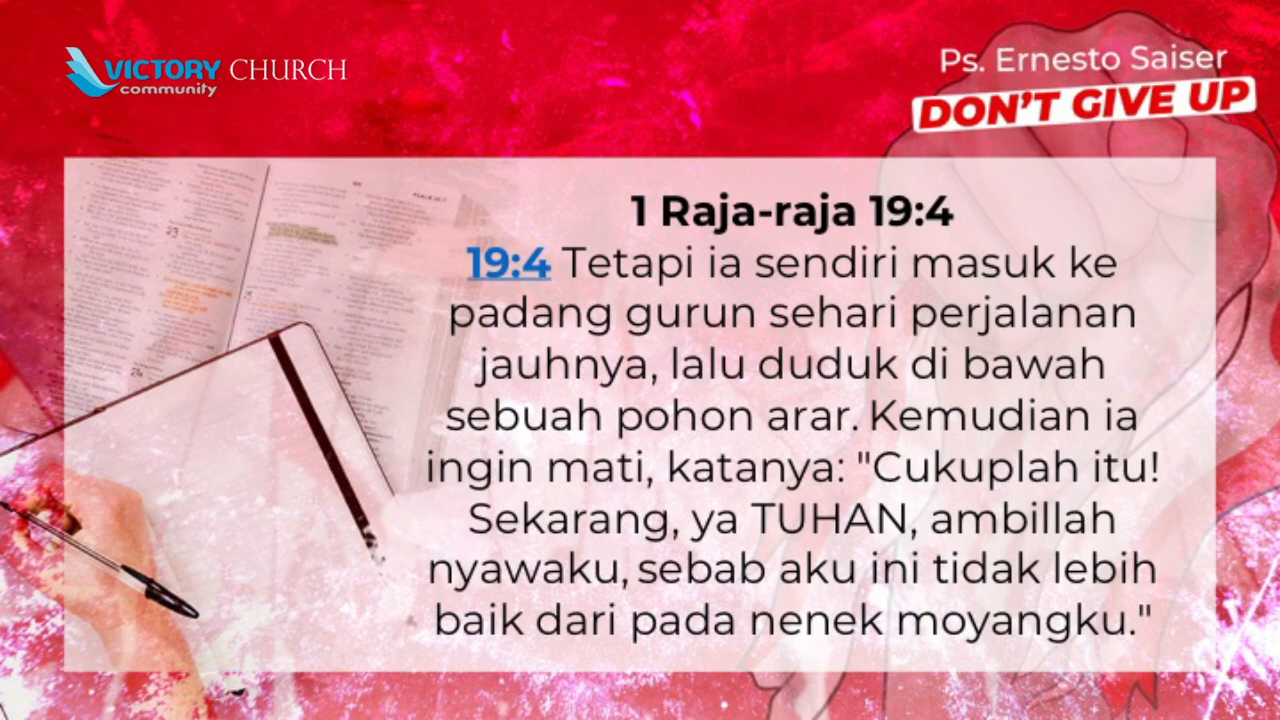 VICTORY CHURCH
community
Ps. Ernesto Saiser
DON'T GIVE UP
1 Raja-raja 19:4
19:4 Tetapi ia sendiri masuk ke
padang gurun sehari perjalanan
jauhnya, lalu duduk di bawah
sebuah pohon arar. Kemudian ia
ingin mati, katanya: "Cukuplah itu!
Sekarang, ya TUHAN, ambillah
nyawaku, sebab aku ini tidak lebih
baik dari pada nenek moyangku."